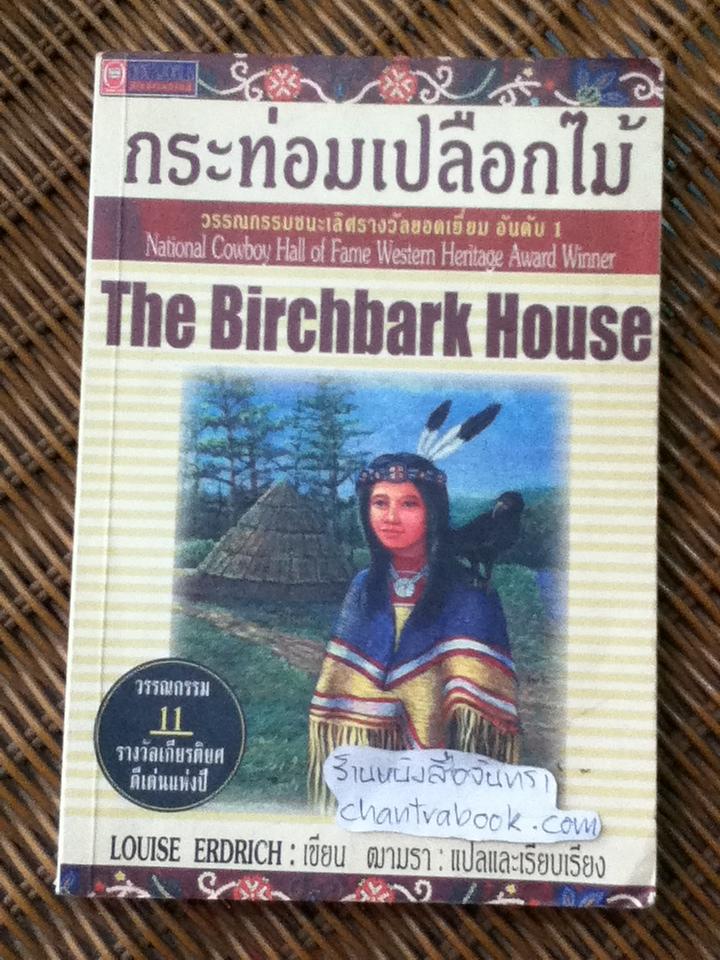 กระท่อมเปลือกไม้
วรรณกรรมชนะเลิศรางวัลยอดเยี่ยม อันดับ 1
National Cowboy Hall of Fame Western Heritage Award Winner
The Birchbark House
วรรณกรรม
11
รางวัลเกียรติยศ
ดีเด่นแห่งปี
ร้านหนังสือจันทรา
chantrabook.com
LOUISE ERDRICH : เขียน ฒามรา : แปลและเรียบเรียง